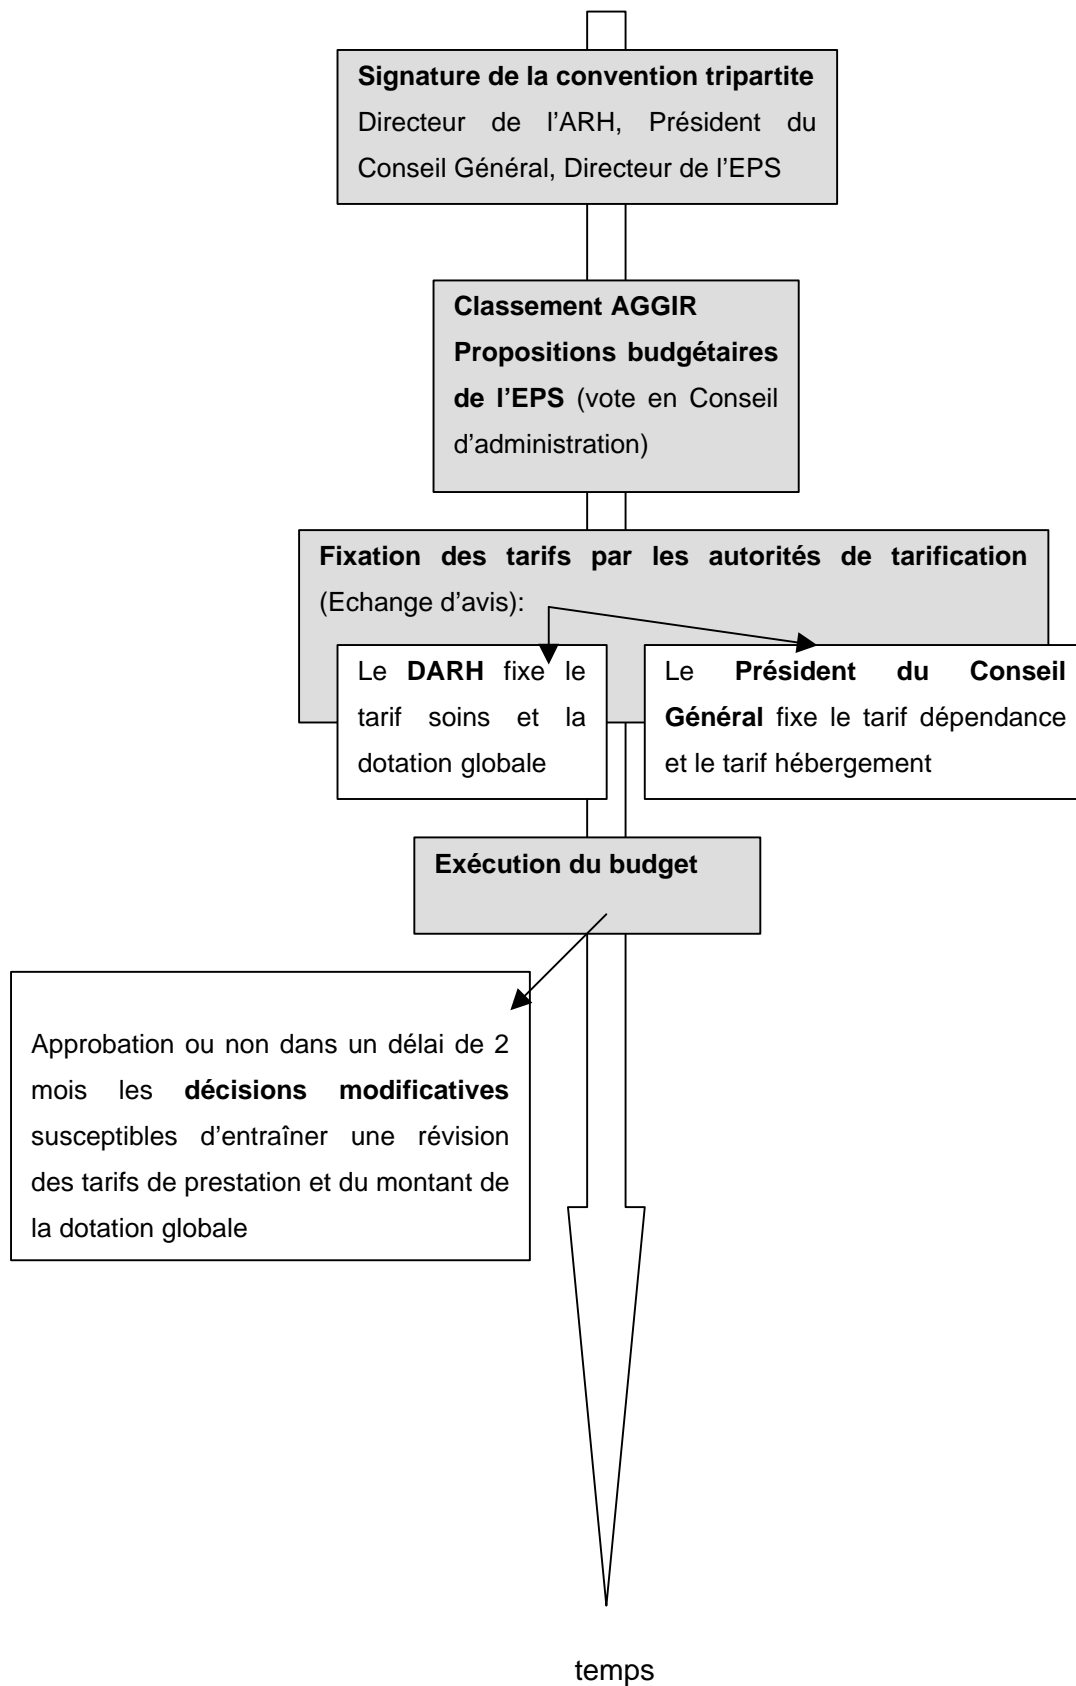 Signature de la convention tripartite
Directeur de l’ARH, Président du
Conseil Général, Directeur de l’EPS
Classement AGGIR
Propositions budgétaires
de l’EPS (vote en Conseil
d’administration)
Fixation des tarifs par les autorités de tarification
(Echange d’avis):
Le DARH fixe le
tarif soins et la
dotation globale
Le Président du Conseil
Général fixe le tarif dépendance
et le tarif hébergement
Exécution du budget
Approbation ou non dans un délai de 2
mois les décisions modificatives
susceptibles d’entraîner une révision
des tarifs de prestation et du montant de
la dotation globale
temps